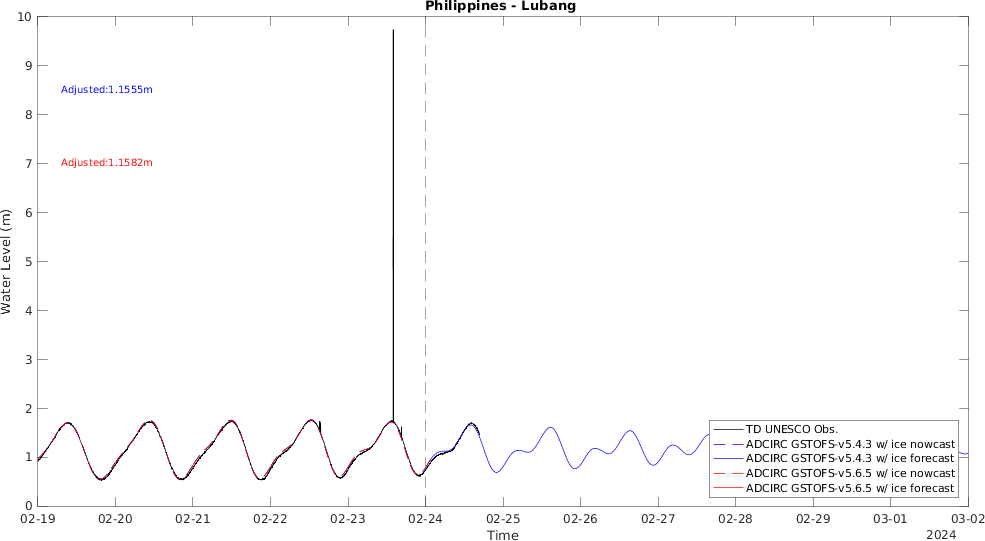 Philippines - Lubang
10
9
8
7
6
5
4
3
2
1
0
Water Level (m)
Adjusted:1.1555m
Adjusted:1.1582m
TD UNESCO Obs.
ADCIRC GSTOFS-v5.4.3 w/ ice nowcast
ADCIRC GSTOFS-v5.4.3 w/ ice forecast
ADCIRC GSTOFS-v5.6.5 w/ ice nowcast
ADCIRC GSTOFS-v5.6.5 w/ ice forecast
02-19 02-20 02-21 02-22 02-23 02-24 02-25 02-26 02-27 02-28 02-29 03-01 03-02
Time
2024